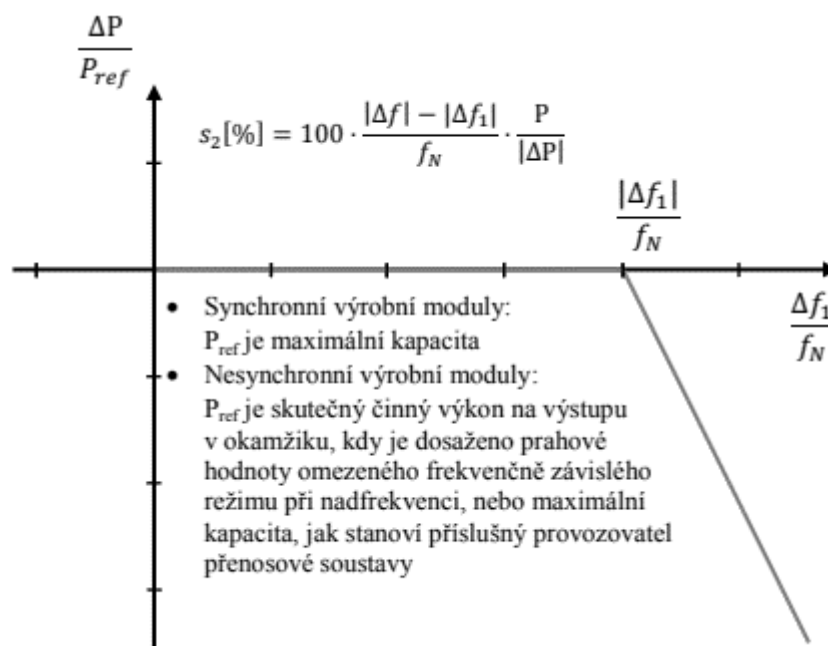 ΔP
P_ref
s₂[%] = 100 · (|Δf| − |Δf₁|)/f_N · P/|ΔP|
|Δf₁|
f_N
Δf₁
f_N
• Synchronní výrobní moduly:
P_ref je maximální kapacita
• Nesynchronní výrobní moduly:
P_ref je skutečný činný výkon na výstupu
v okamžiku, kdy je dosaženo prahové
hodnoty omezeného frekvenčně závislého
režimu při nadfrekvenci, nebo maximální
kapacita, jak stanoví příslušný provozovatel
přenosové soustavy